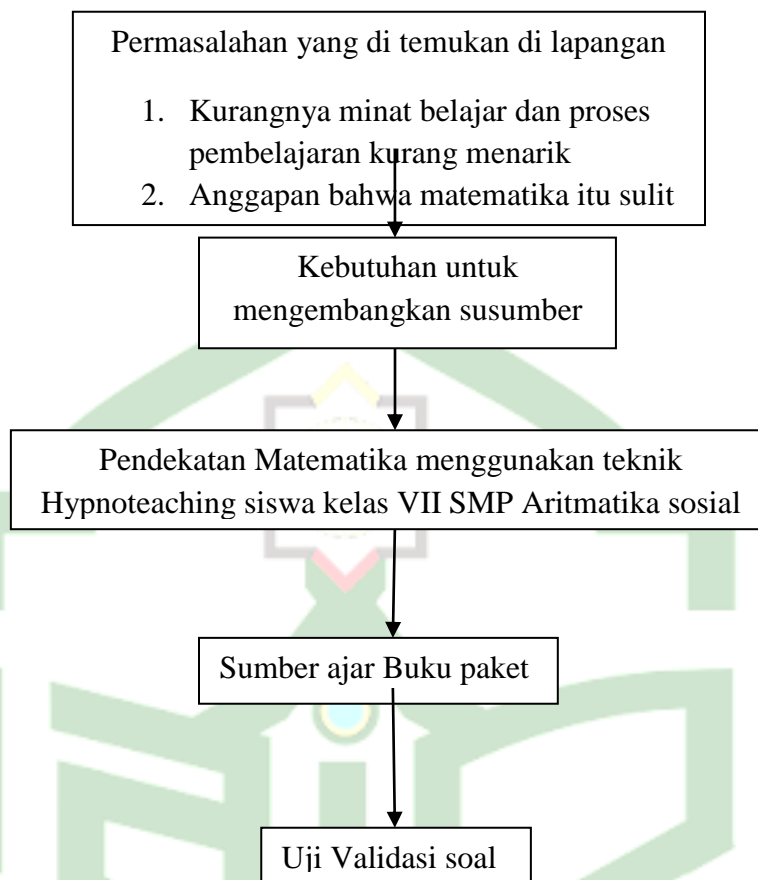 Permasalahan yang di temukan di lapangan
1. Kurangnya minat belajar dan proses
pembelajaran kurang menarik
2. Anggapan bahwa matematika itu sulit
Kebutuhan untuk
mengembangkan susumber
Pendekatan Matematika menggunakan teknik
Hypnoteaching siswa kelas VII SMP Aritmatika sosial
Sumber ajar Buku paket
Uji Validasi soal